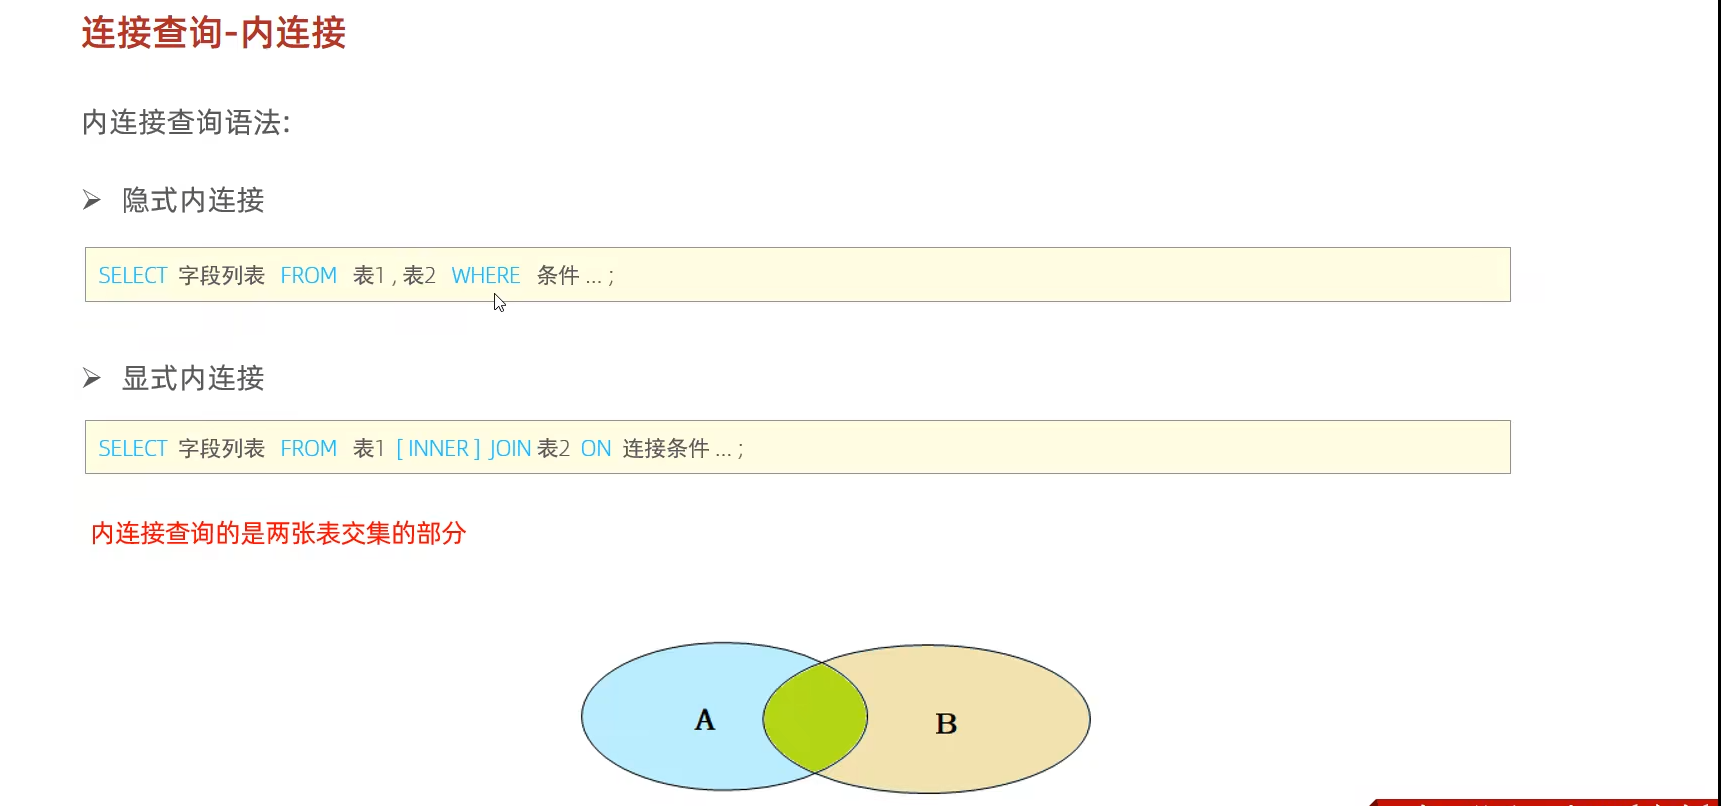 连接查询-内连接
内连接查询语法:
➢ 隐式内连接
SELECT 字段列表 FROM 表1 , 表2 WHERE 条件 ... ;
➢ 显式内连接
SELECT 字段列表 FROM 表1 [ INNER ] JOIN 表2 ON 连接条件 ... ;
内连接查询的是两张表交集的部分
A
B